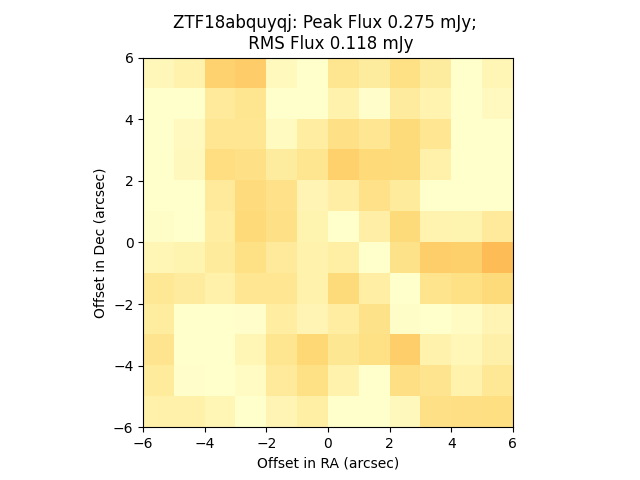 ZTF18abquyqj: Peak Flux 0.275 mJy;
RMS Flux 0.118 mJy
6
4
2
0
−2
−4
−6
Offset in Dec (arcsec)
−6 −4 −2 0 2 4 6
Offset in RA (arcsec)